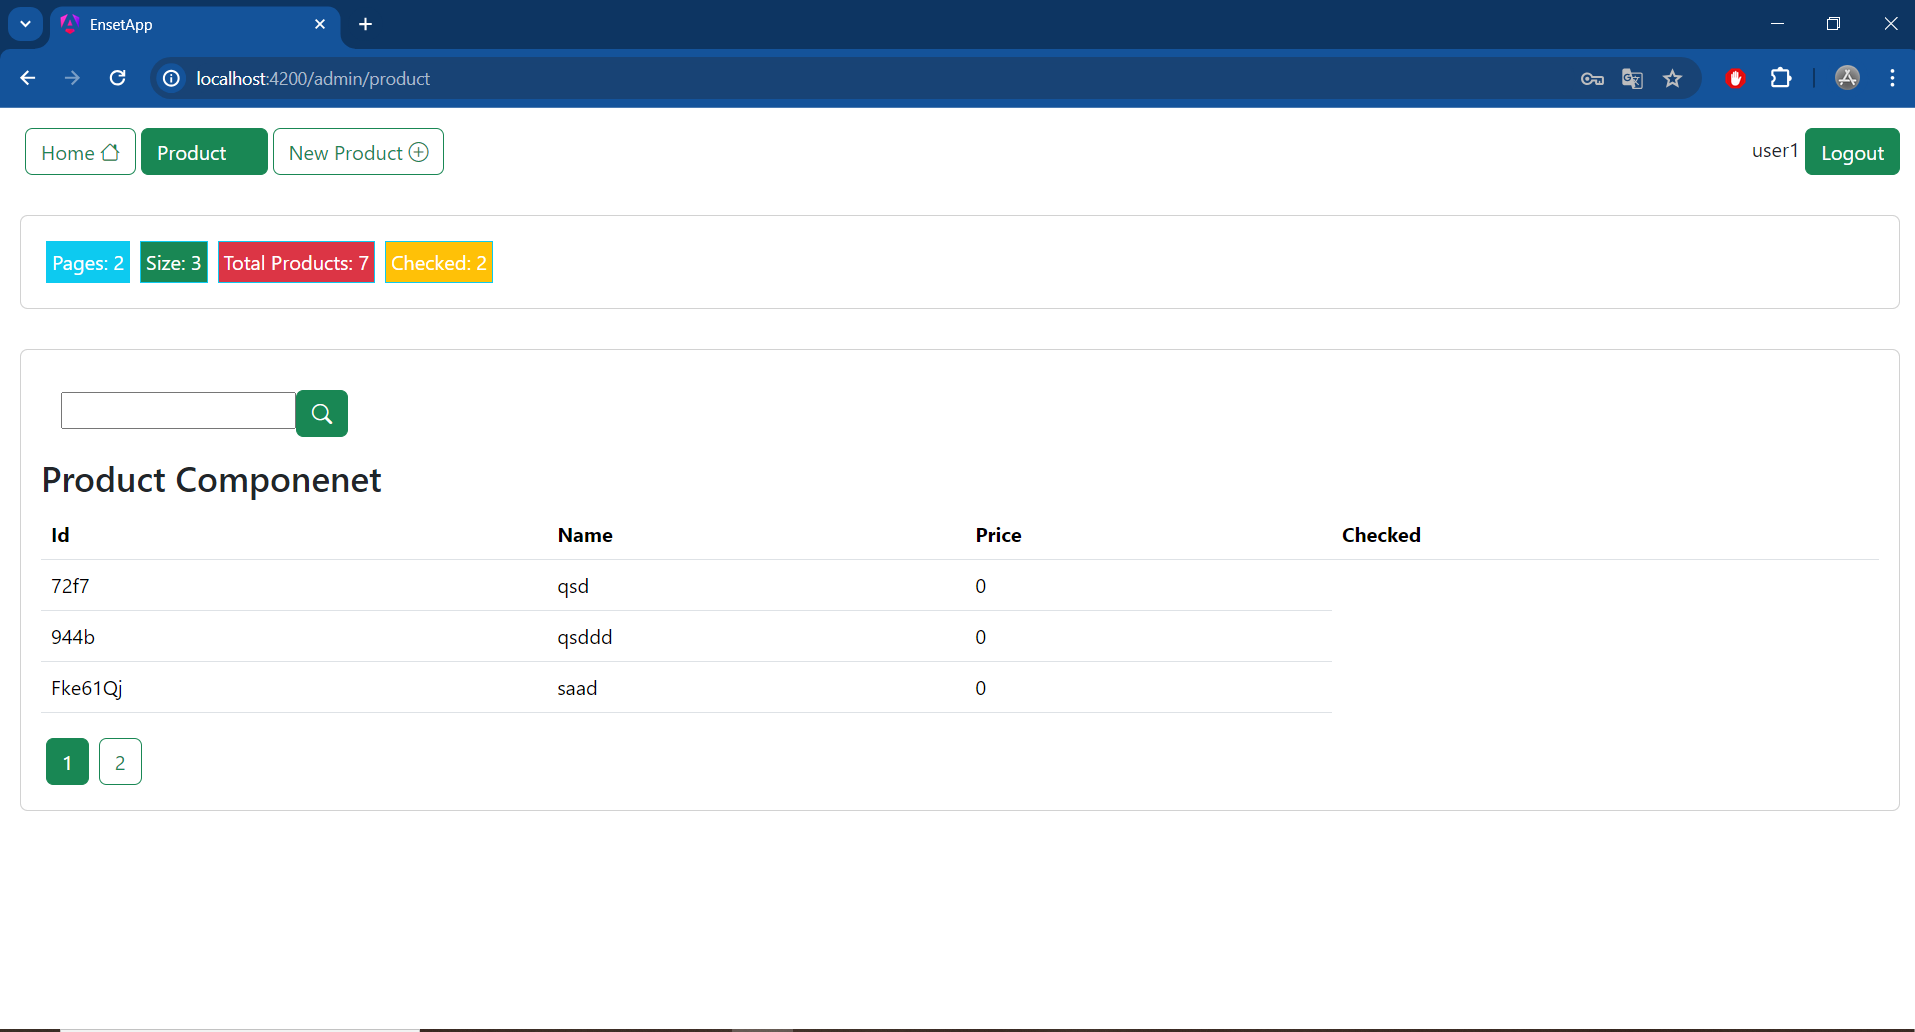 EnsetApp
localhost:4200/admin/product
Home Product New Product user1 Logout
Pages: 2 Size: 3 Total Products: 7 Checked: 2
Product Componenet
Id Name Price Checked
72f7 qsd 0
944b qsddd 0
Fke61Qj saad 0
1 2